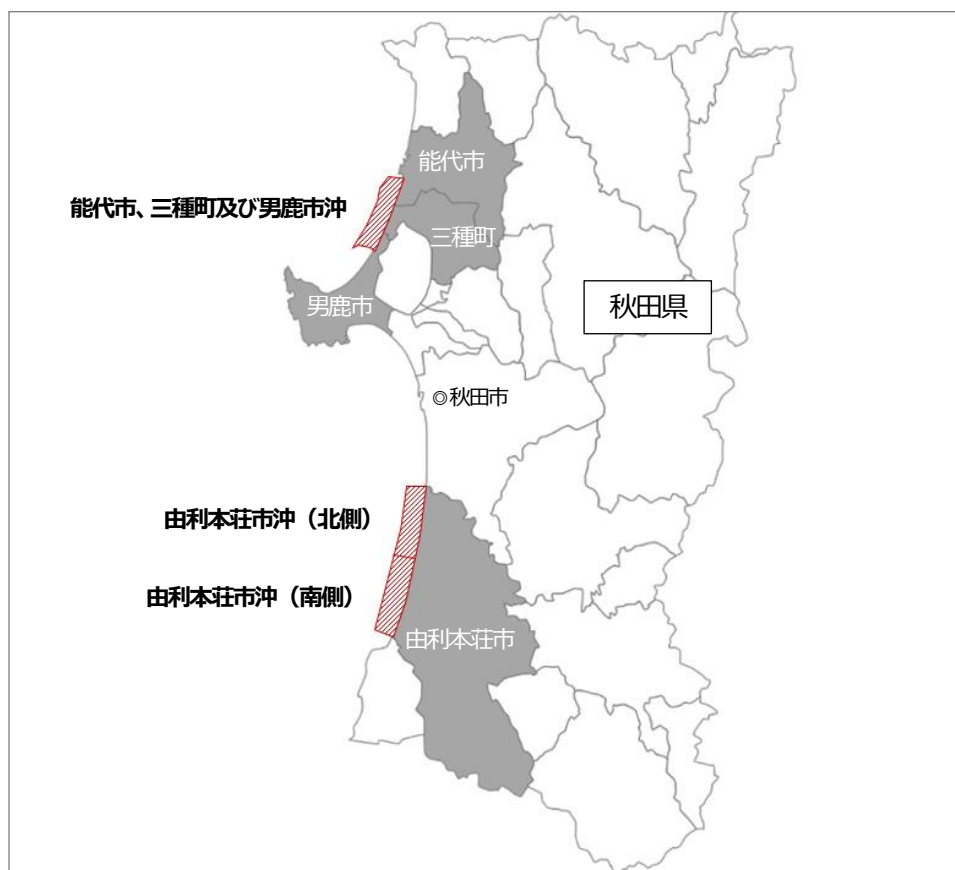 能代市
能代市、三種町及び男鹿市沖
三種町
男鹿市
秋田県
◎秋田市
由利本荘市沖（北側）
由利本荘市沖（南側）
由利本荘市